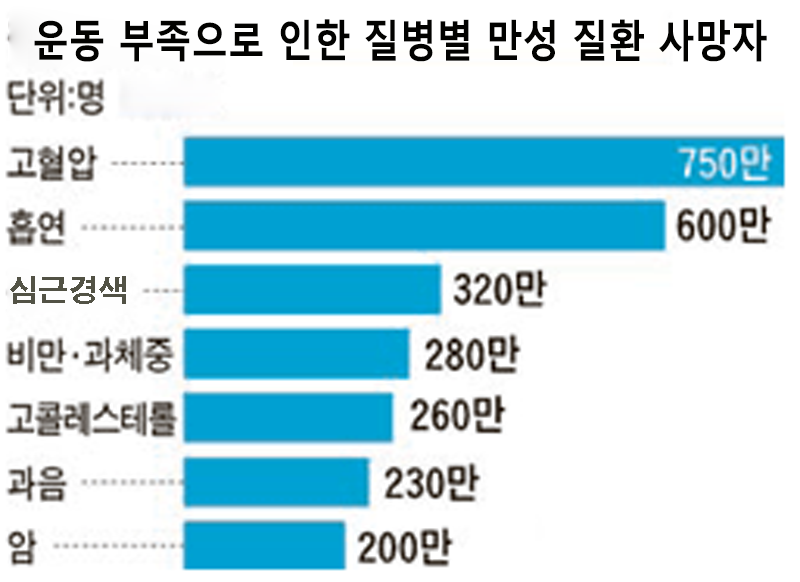 운동 부족으로 인한 질병별 만성 질환 사망자
단위:명
고혈압 750만
흡연 600만
심근경색 320만
비만·과체중 280만
고콜레스테롤 260만
과음 230만
암 200만